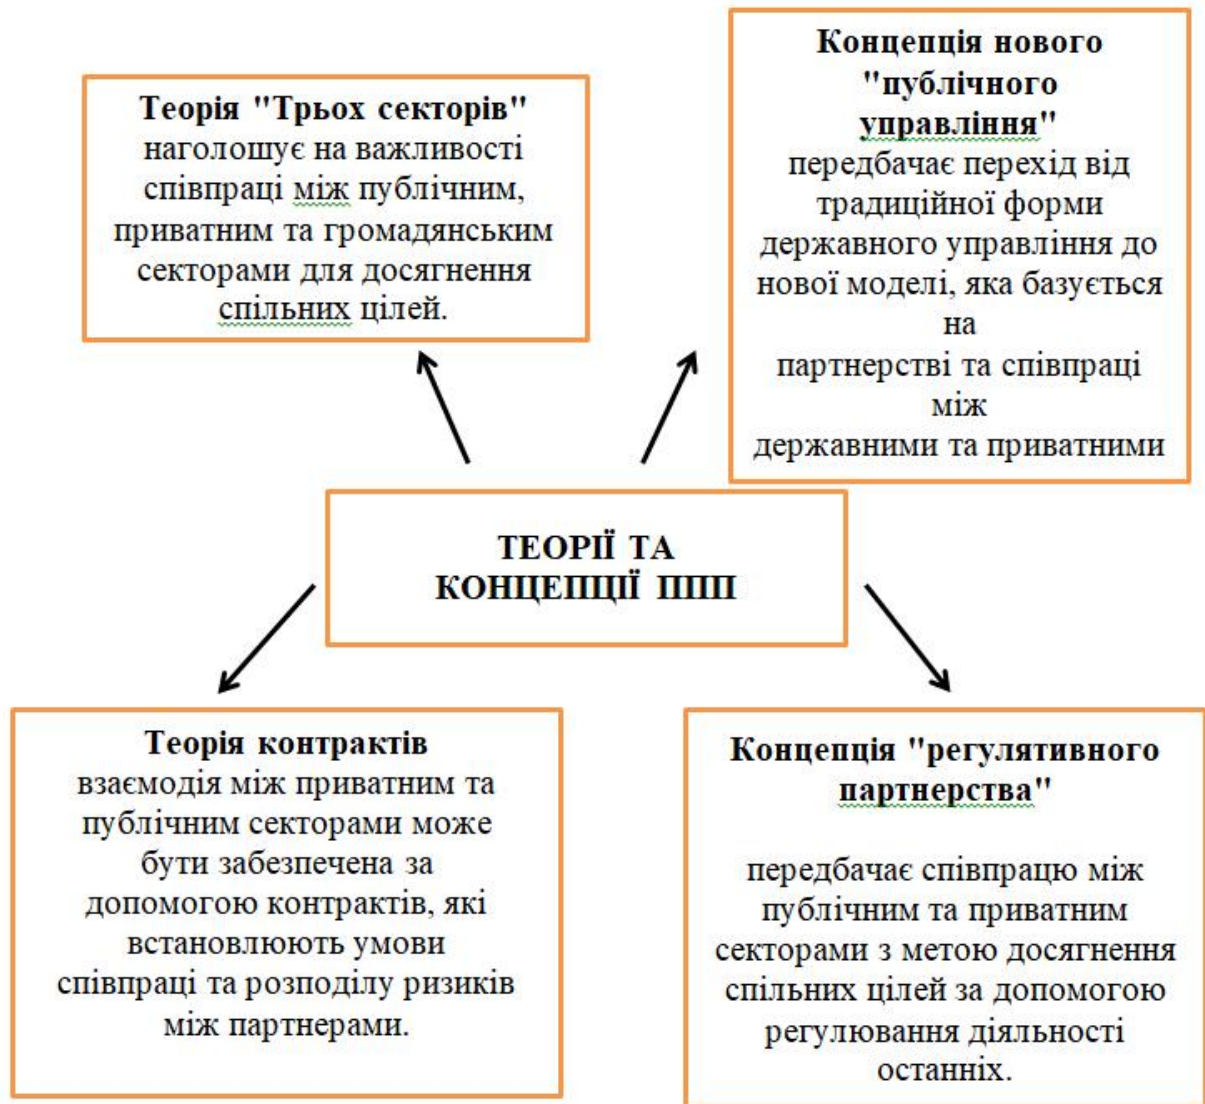 Теорія "Трьох секторів"
наголошує на важливості
співпраці між публічним,
приватним та громадянським
секторами для досягнення
спільних цілей.
Концепція нового
"публічного
управління"
передбачає перехід від
традиційної форми
державного управління до
нової моделі, яка базується
на
партнерстві та співпраці
між
державними та приватними
ТЕОРІЇ ТА
КОНЦЕПЦІЇ ППП
Теорія контрактів
взаємодія між приватним та
публічним секторами може
бути забезпечена за
допомогою контрактів, які
встановлюють умови
співпраці та розподілу ризиків
між партнерами.
Концепція "регулятивного
партнерства"
передбачає співпрацю між
публічним та приватним
секторами з метою досягнення
спільних цілей за допомогою
регулювання діяльності
останніх.